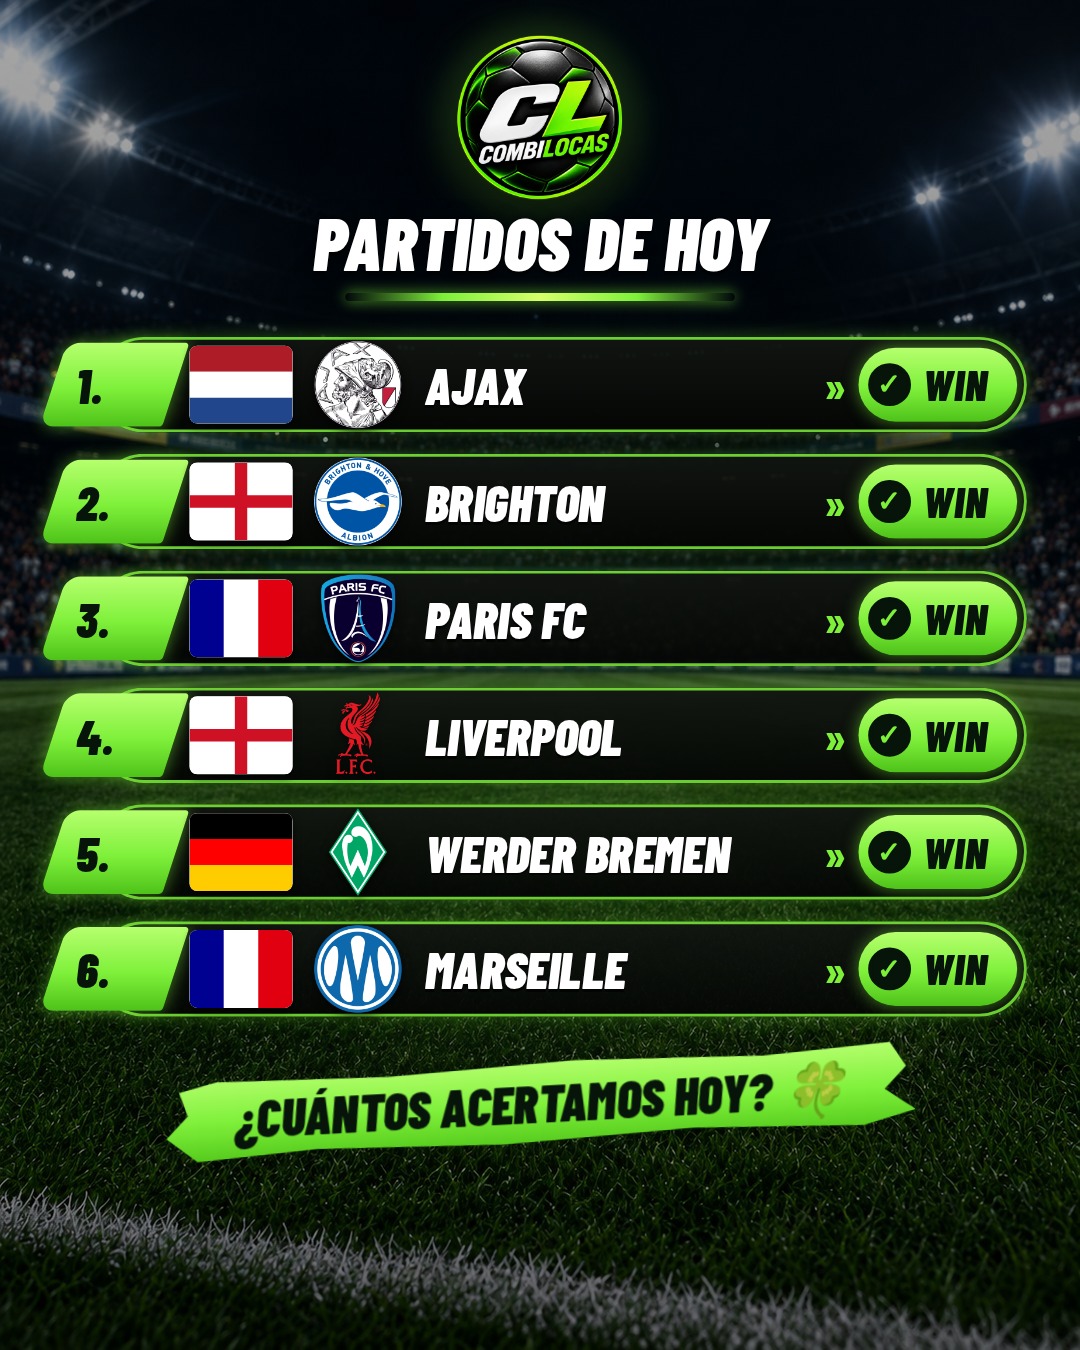 CL
COMBILOCAS
PARTIDOS DE HOY
1. AJAX » ✓ WIN
2. BRIGHTON & HOVE ALBION BRIGHTON » ✓ WIN
3. PARIS FC PARIS FC » ✓ WIN
4. L.F.C. LIVERPOOL » ✓ WIN
5. W WERDER BREMEN » ✓ WIN
6. M MARSEILLE » ✓ WIN
¿CUÁNTOS ACERTAMOS HOY? 🍀